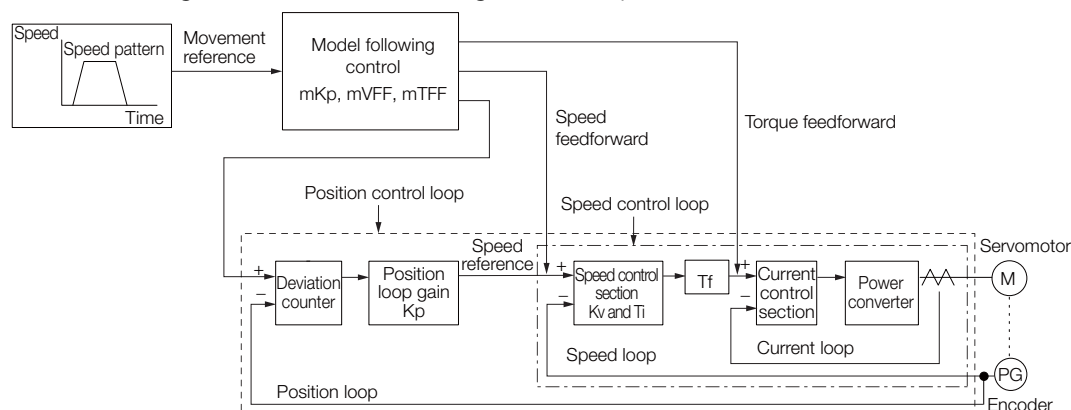 Speed
Speed pattern
Time
Movement
reference
Model following
control
mKp, mVFF, mTFF
Speed
feedforward
Torque feedforward
Position control loop
Speed control loop
Speed
reference
Servomotor
+
−
Deviation
counter
Position
loop gain
Kp
+
−
Speed control
section
Kv and Ti
Tf
+
−
Current
control
section
Power
converter
M
Speed loop
Current loop
Position loop
PG
Encoder